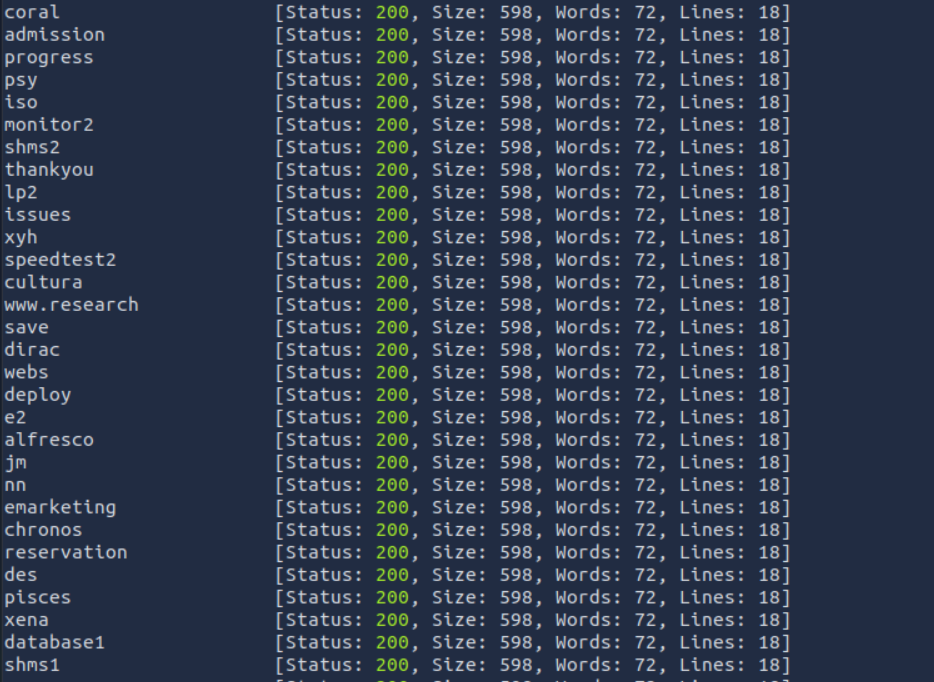 coral [Status: 200, Size: 598, Words: 72, Lines: 18]
admission [Status: 200, Size: 598, Words: 72, Lines: 18]
progress [Status: 200, Size: 598, Words: 72, Lines: 18]
psy [Status: 200, Size: 598, Words: 72, Lines: 18]
iso [Status: 200, Size: 598, Words: 72, Lines: 18]
monitor2 [Status: 200, Size: 598, Words: 72, Lines: 18]
shms2 [Status: 200, Size: 598, Words: 72, Lines: 18]
thankyou [Status: 200, Size: 598, Words: 72, Lines: 18]
lp2 [Status: 200, Size: 598, Words: 72, Lines: 18]
issues [Status: 200, Size: 598, Words: 72, Lines: 18]
xyh [Status: 200, Size: 598, Words: 72, Lines: 18]
speedtest2 [Status: 200, Size: 598, Words: 72, Lines: 18]
cultura [Status: 200, Size: 598, Words: 72, Lines: 18]
www.research [Status: 200, Size: 598, Words: 72, Lines: 18]
save [Status: 200, Size: 598, Words: 72, Lines: 18]
dirac [Status: 200, Size: 598, Words: 72, Lines: 18]
webs [Status: 200, Size: 598, Words: 72, Lines: 18]
deploy [Status: 200, Size: 598, Words: 72, Lines: 18]
e2 [Status: 200, Size: 598, Words: 72, Lines: 18]
alfresco [Status: 200, Size: 598, Words: 72, Lines: 18]
jm [Status: 200, Size: 598, Words: 72, Lines: 18]
nn [Status: 200, Size: 598, Words: 72, Lines: 18]
emarketing [Status: 200, Size: 598, Words: 72, Lines: 18]
chronos [Status: 200, Size: 598, Words: 72, Lines: 18]
reservation [Status: 200, Size: 598, Words: 72, Lines: 18]
des [Status: 200, Size: 598, Words: 72, Lines: 18]
pisces [Status: 200, Size: 598, Words: 72, Lines: 18]
xena [Status: 200, Size: 598, Words: 72, Lines: 18]
database1 [Status: 200, Size: 598, Words: 72, Lines: 18]
shms1 [Status: 200, Size: 598, Words: 72, Lines: 18]